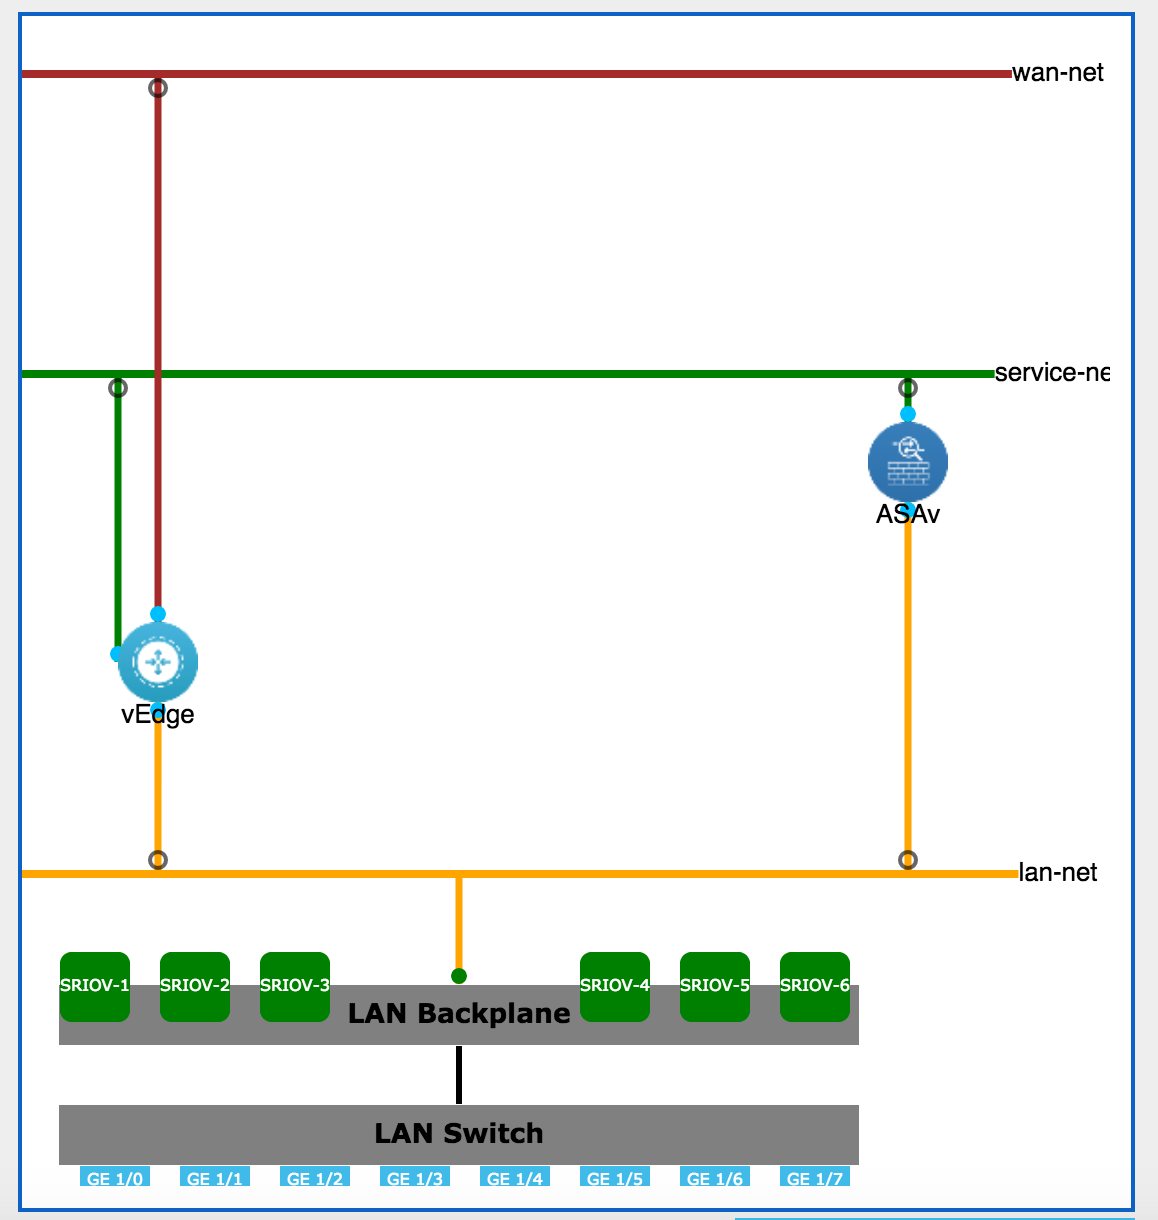 wan-net
service-ne
ASAv
vEdge
lan-net
SRIOV-1 SRIOV-2 SRIOV-3 SRIOV-4 SRIOV-5 SRIOV-6
LAN Backplane
LAN Switch
GE 1/0 GE 1/1 GE 1/2 GE 1/3 GE 1/4 GE 1/5 GE 1/6 GE 1/7